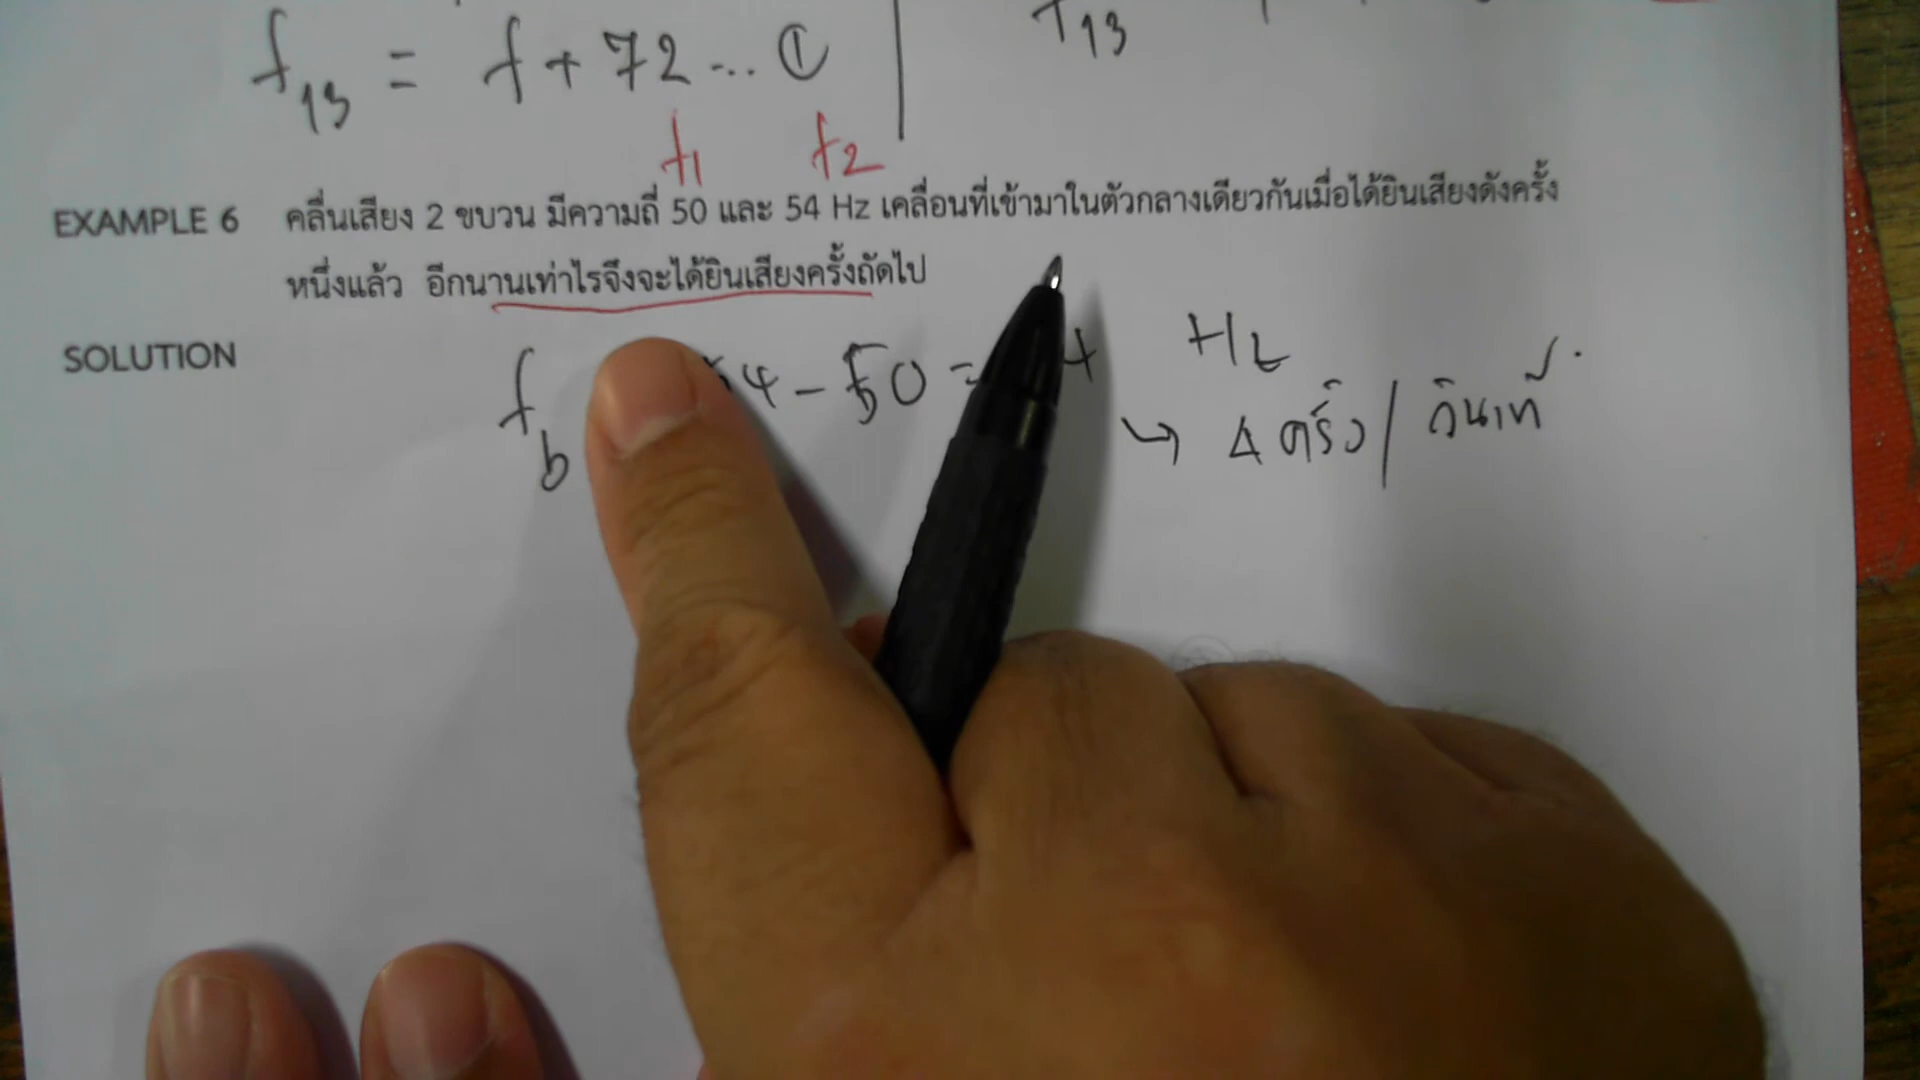 f13 = f + 72 ... ① T13
f1 f2
EXAMPLE 6 คลื่นเสียง 2 ขบวน มีความถี่ 50 และ 54 Hz เคลื่อนที่เข้ามาในตัวกลางเดียวกันเมื่อได้ยินเสียงดังครั้ง
หนึ่งแล้ว อีกนานเท่าไรจึงจะได้ยินเสียงครั้งถัดไป
SOLUTION fb 4 - 50 = 4 Hz
↳ 4 ครั้ง / วินาที